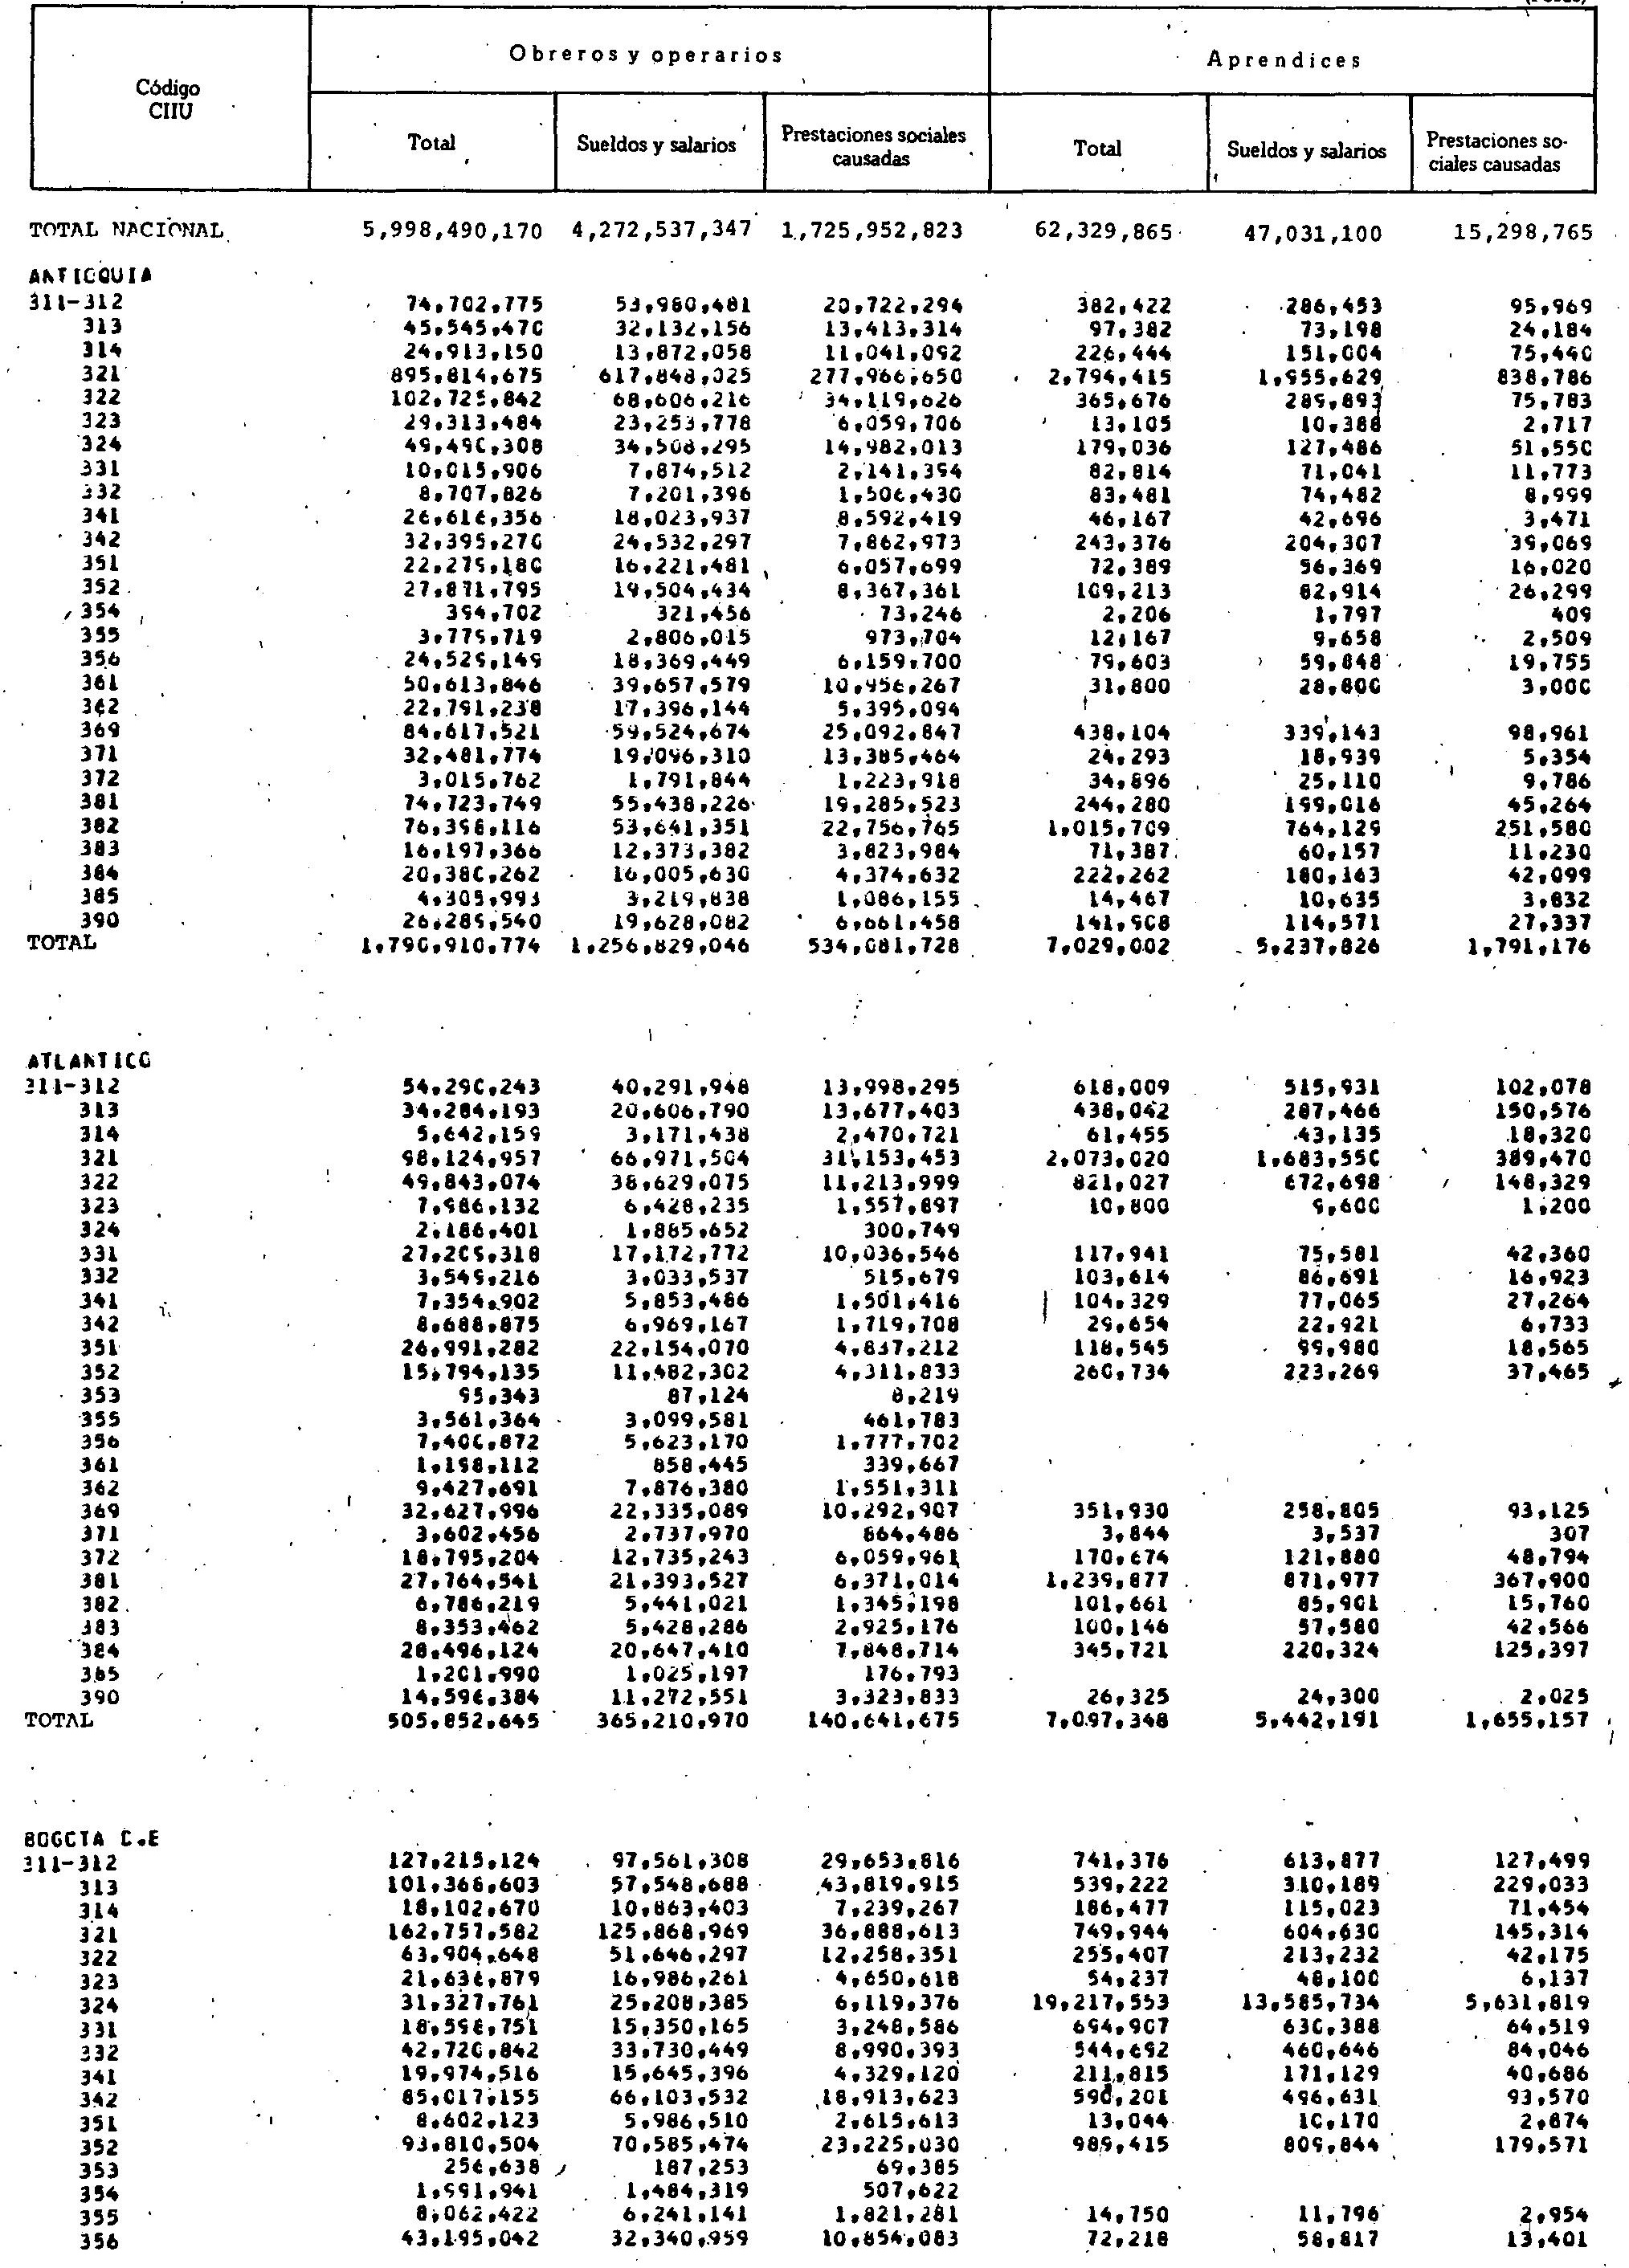 Obreros y operarios Aprendices
Código
CIIU
Total Sueldos y salarios Prestaciones sociales causadas Total Sueldos y salarios Prestaciones so-ciales causadas
TOTAL NACIONAL 5,998,490,170 4,272,537,347 1,725,952,823 62,329,865 47,031,100 15,298,765
ANTIOQUIA
311-312 74,702,775 53,980,481 20,722,294 382,422 286,453 95,969
313 45,545,470 32,132,156 13,413,314 97,382 73,198 24,184
314 24,913,150 13,872,058 11,041,092 226,444 151,004 75,440
321 895,814,675 617,848,025 277,966,650 2,794,415 1,955,629 838,786
322 102,725,842 68,606,216 34,119,626 365,676 289,893 75,783
323 29,313,484 23,253,778 6,059,706 13,105 10,388 2,717
324 49,490,308 34,508,295 14,982,013 179,036 127,486 51,550
331 10,015,906 7,874,512 2,141,394 82,814 71,041 11,773
332 8,707,826 7,201,396 1,506,430 83,481 74,482 8,999
341 26,616,356 18,023,937 8,592,419 46,167 42,696 3,471
342 32,395,270 24,532,297 7,862,973 243,376 204,307 39,069
351 22,279,180 16,221,481 6,057,699 72,389 56,369 16,020
352 27,871,795 19,504,434 8,367,361 109,213 82,914 26,299
354 394,702 321,456 73,246 2,206 1,797 409
355 3,779,719 2,806,015 973,704 12,167 9,658 2,509
356 24,529,149 18,369,449 6,159,700 79,603 59,848 19,755
361 50,613,846 39,657,579 10,956,267 31,800 28,800 3,000
362 22,791,238 17,396,144 5,395,094
369 84,617,521 59,524,674 25,092,847 438,104 339,143 98,961
371 32,481,774 19,096,310 13,385,464 24,293 18,939 5,354
372 3,015,762 1,791,844 1,223,918 34,896 25,110 9,786
381 74,723,749 55,438,226 19,285,523 244,280 199,016 45,264
382 76,398,116 53,641,351 22,756,765 1,015,709 764,129 251,580
383 16,197,366 12,373,382 3,823,984 71,387 60,157 11,230
384 20,380,262 16,005,630 4,374,632 222,262 180,163 42,099
385 4,305,993 3,219,838 1,086,155 14,467 10,635 3,832
390 26,289,540 19,628,082 6,661,458 141,908 114,571 27,337
TOTAL 1,790,910,774 1,256,829,046 534,081,728 7,029,002 5,237,826 1,791,176
ATLANTICO
311-312 54,290,243 40,291,948 13,998,295 618,009 515,931 102,078
313 34,284,193 20,606,790 13,677,403 438,042 287,466 150,576
314 5,642,159 3,171,438 2,470,721 61,455 43,135 18,320
321 98,124,957 66,971,504 31,153,453 2,073,020 1,683,550 389,470
322 49,843,074 38,629,075 11,213,999 821,027 672,698 148,329
323 7,986,132 6,428,235 1,557,897 10,800 9,600 1,200
324 2,186,401 1,885,652 300,749
331 27,209,318 17,172,772 10,036,546 117,941 75,581 42,360
332 3,549,216 3,033,537 515,679 103,614 86,691 16,923
341 7,354,902 5,853,486 1,501,416 104,329 77,065 27,264
342 8,688,875 6,969,167 1,719,708 29,654 22,921 6,733
351 26,991,282 22,154,070 4,837,212 118,545 99,980 18,565
352 15,794,135 11,482,302 4,311,833 260,734 223,269 37,465
353 95,343 87,124 8,219
355 3,561,364 3,099,581 461,783
356 7,400,872 5,623,170 1,777,702
361 1,198,112 858,445 339,667
362 9,427,691 7,876,380 1,551,311
369 32,627,996 22,335,089 10,292,907 351,930 258,805 93,125
371 3,602,456 2,737,970 864,486 3,844 3,537 307
372 18,795,204 12,735,243 6,059,961 170,674 121,880 48,794
381 27,764,541 21,393,527 6,371,014 1,239,877 871,977 367,900
382 6,786,219 5,441,021 1,345,198 101,661 85,901 15,760
383 8,353,462 5,428,286 2,925,176 100,146 57,580 42,566
384 28,496,124 20,647,410 7,848,714 345,721 220,324 125,397
385 1,201,990 1,025,197 176,793
390 14,596,384 11,272,551 3,323,833 26,325 24,300 2,025
TOTAL 505,852,645 365,210,970 140,641,675 7,097,348 5,442,191 1,655,157
BOGOTA D.E
311-312 127,215,124 97,561,308 29,653,816 741,376 613,877 127,499
313 101,368,603 57,548,688 43,819,915 539,222 310,189 229,033
314 18,102,670 10,863,403 7,239,267 186,477 115,023 71,454
321 162,757,582 125,868,969 36,888,613 749,944 604,630 145,314
322 63,904,648 51,646,297 12,258,351 255,407 213,232 42,175
323 21,636,879 16,986,261 4,650,618 54,237 48,100 6,137
324 31,327,761 25,208,385 6,119,376 19,217,553 13,585,734 5,631,819
331 18,598,751 15,350,165 3,248,586 694,907 630,388 64,519
332 42,720,842 33,730,449 8,990,393 544,692 460,646 84,046
341 19,974,516 15,645,396 4,329,120 211,815 171,129 40,686
342 85,017,155 66,103,532 18,913,623 590,201 496,631 93,570
351 8,602,123 5,986,510 2,615,613 13,044 10,170 2,874
352 93,810,504 70,585,474 23,225,030 989,415 809,844 179,571
353 256,638 187,253 69,385
354 1,991,941 1,484,319 507,622
355 8,062,422 6,241,141 1,821,281 14,750 11,796 2,954
356 43,195,042 32,340,959 10,854,083 72,218 58,817 13,401